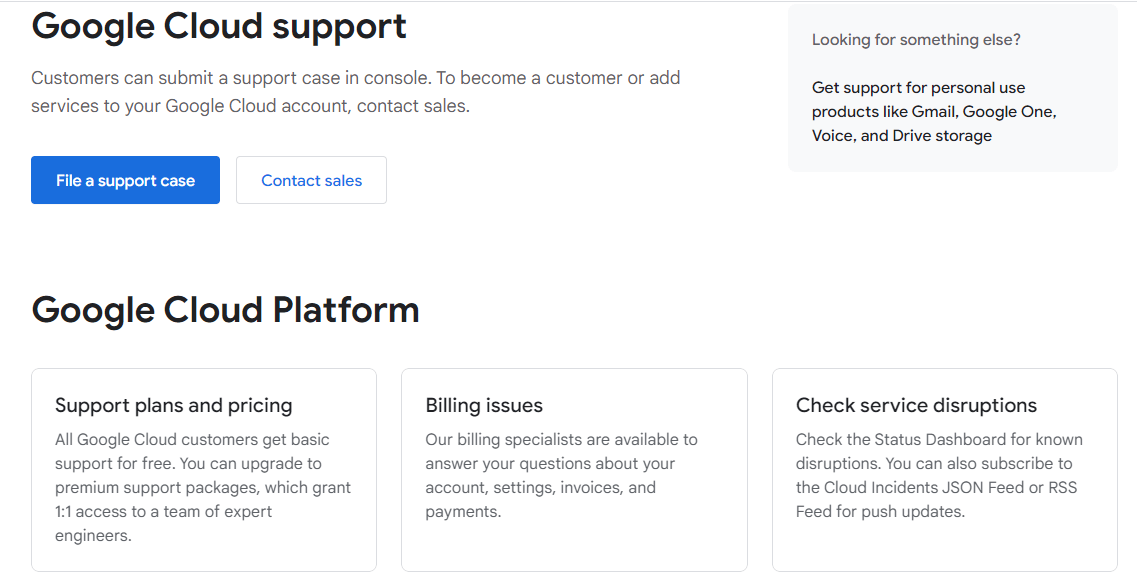 Google Cloud support
Customers can submit a support case in console. To become a customer or add
services to your Google Cloud account, contact sales.
File a support case
Contact sales
Looking for something else?
Get support for personal use
products like Gmail, Google One,
Voice, and Drive storage
Google Cloud Platform
Support plans and pricing
All Google Cloud customers get basic
support for free. You can upgrade to
premium support packages, which grant
1:1 access to a team of expert
engineers.
Billing issues
Our billing specialists are available to
answer your questions about your
account, settings, invoices, and
payments.
Check service disruptions
Check the Status Dashboard for known
disruptions. You can also subscribe to
the Cloud Incidents JSON Feed or RSS
Feed for push updates.